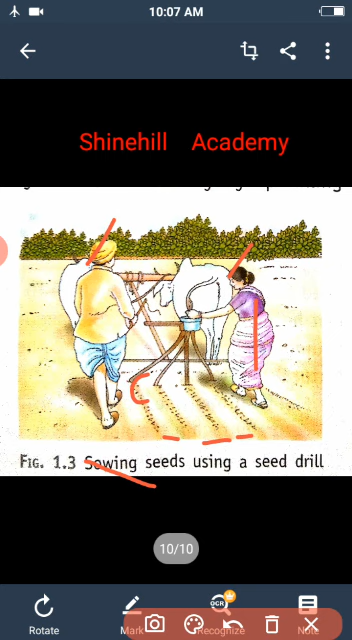 10:07 AM
Shinehill Academy
FIG. 1.3 Sowing seeds using a seed drill
10/10
OCR
Rotate
Mark
Recognize
Note